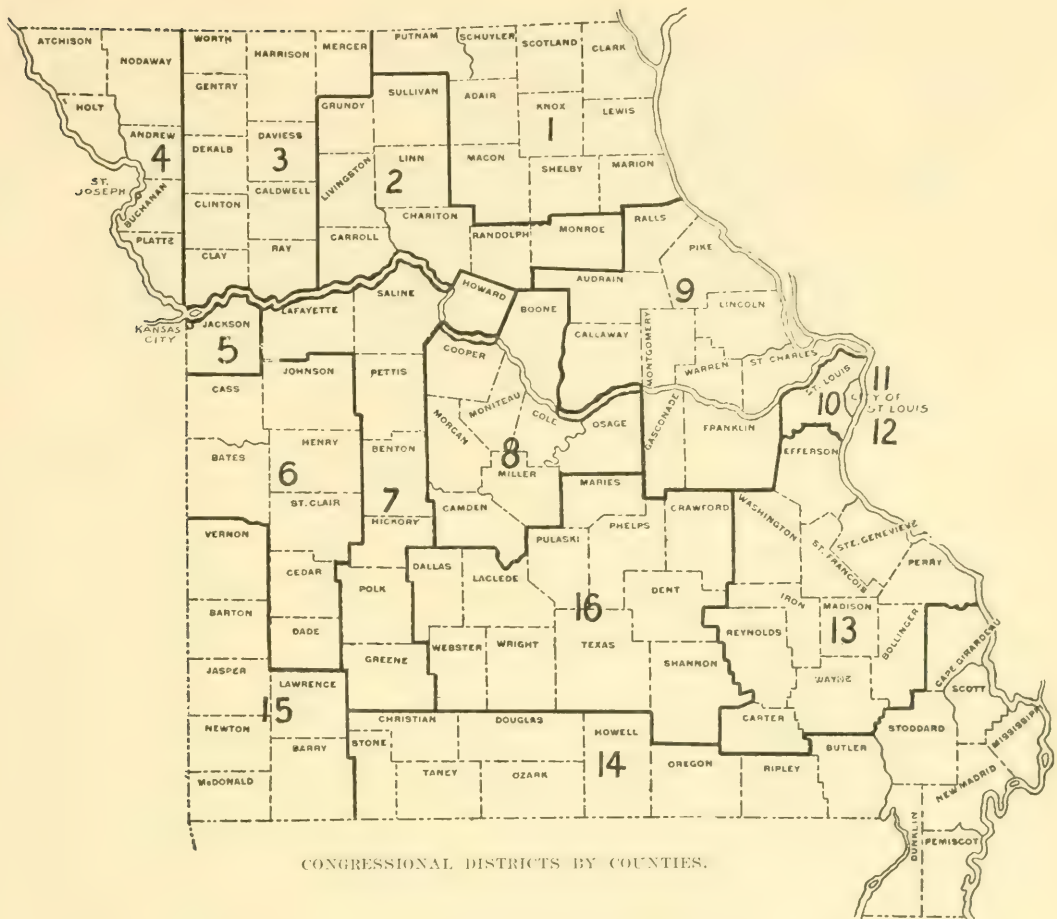 ATCHISON
NODAWAY
WORTH
HARRISON
MERCER
PUTNAM
SCHUYLER
SCOTLAND
CLARK
GENTRY
SULLIVAN
ADAIR
HOLT
GRUNDY
KNOX
LEWIS
ANDREW
4
DEKALB
DAVIESS
3
LIVINGSTON
LINN
2
MACON
1
SHELBY
MARION
ST.
JOSEPH
BUCHANAN
CLINTON
CALDWELL
CHARITON
RALLS
PLATTE
CLAY
RAY
CARROLL
RANDOLPH
MONROE
PIKE
AUDRAIN
9
SALINE
HOWARD
BOONE
LINCOLN
KANSAS
CITY
JACKSON
5
LAFAYETTE
CALLAWAY
MONTGOMERY
WARREN
ST. CHARLES
COOPER
CASS
JOHNSON
PETTIS
MONITEAU
COLE
OSAGE
GASCONADE
FRANKLIN
ST. LOUIS
10
11
CITY OF
ST LOUIS
12
MORGAN
8
BATES
HENRY
6
BENTON
MILLER
EFFERSON
ST. CLAIR
7
HICKORY
CAMDEN
MARIES
PHELPS
CRAWFORD
WASHINGTON
VERNON
PULASKI
ST. FRANCOIS
STE. GENEVIEVE
PERRY
CEDAR
DALLAS
LACLEDE
DENT
POLK
16
IRON
MADISON
13
BOLLINGER
BARTON
DADE
WEBSTER
WRIGHT
TEXAS
REYNOLDS
CAPE GIRARDEAU
GREENE
SHANNON
WAYNE
JASPER
LAWRENCE
15
SCOTT
MISSISSIPPI
NEWTON
CHRISTIAN
DOUGLAS
HOWELL
CARTER
STODDARD
BARRY
STONE
14
OREGON
RIPLEY
BUTLER
TANEY
OZARK
McDONALD
NEW MADRID
DUNKLIN
PEMISCOT
CONGRESSIONAL DISTRICTS BY COUNTIES.